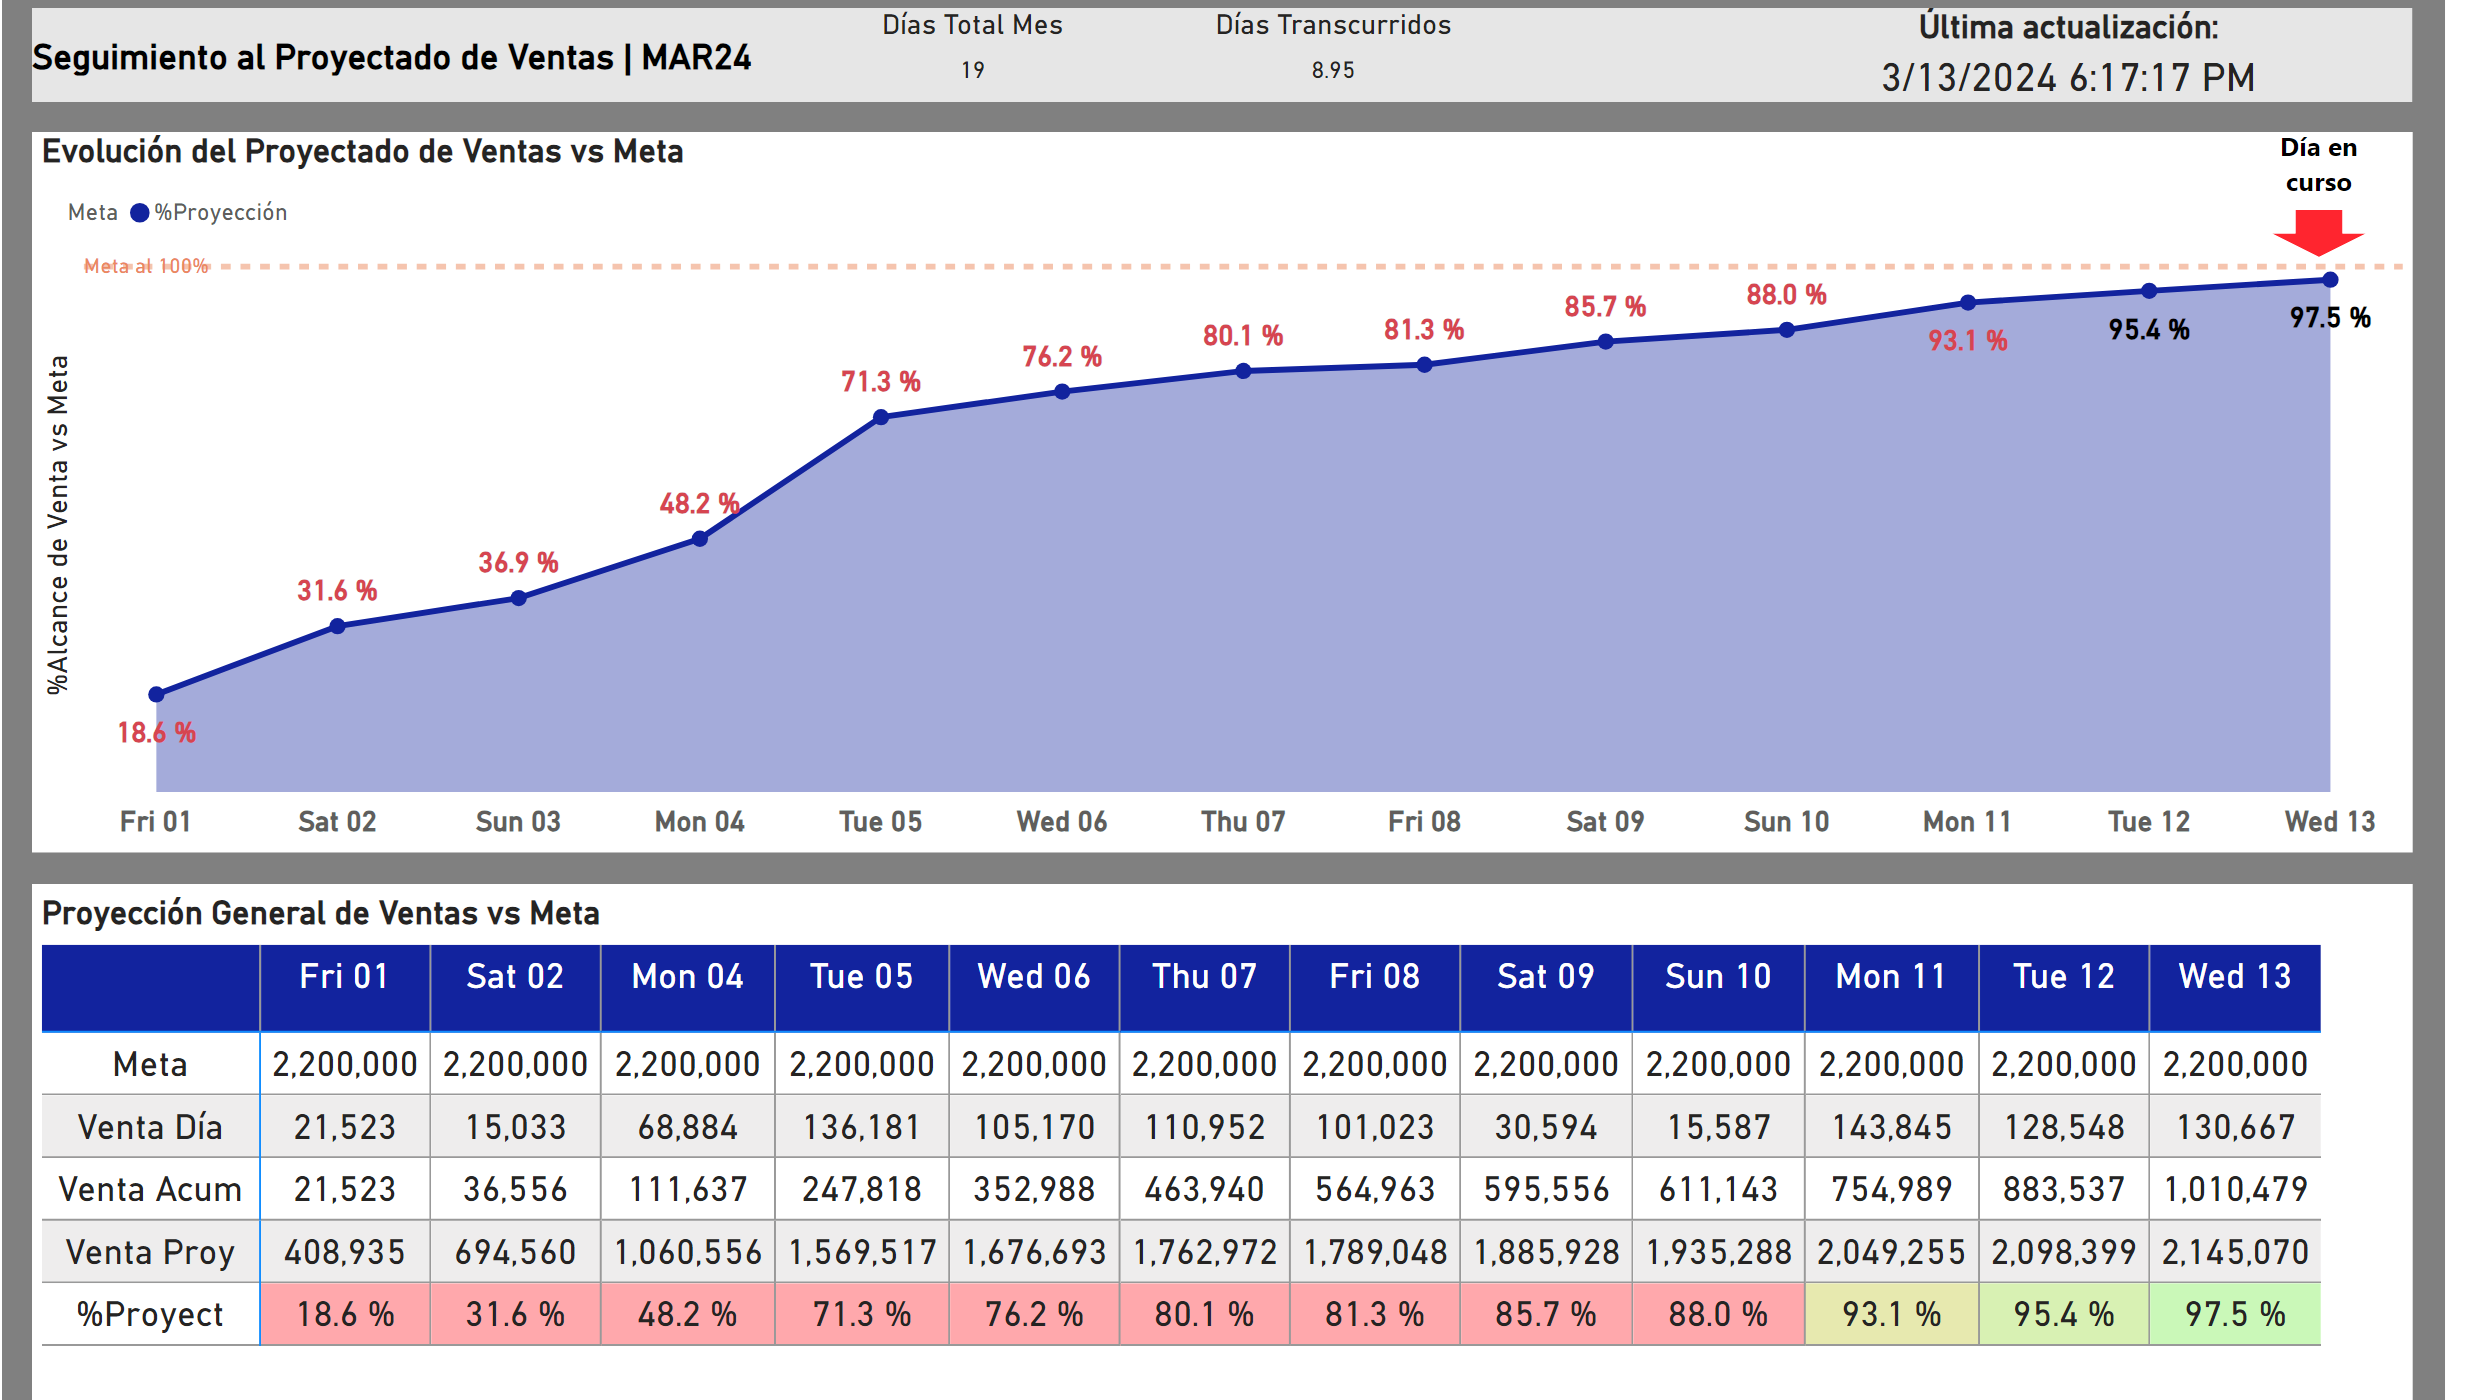 Seguimiento al Proyectado de Ventas | MAR24
Días Total Mes
19
Días Transcurridos
8.95
Última actualización:
3/13/2024 6:17:17 PM
Evolución del Proyectado de Ventas vs Meta
Día en
curso
Meta %Proyección
Meta al 100%
%Alcance de Venta vs Meta
18.6 %
31.6 %
36.9 %
48.2 %
71.3 %
76.2 %
80.1 %
81.3 %
85.7 %
88.0 %
93.1 %
95.4 %
97.5 %
Fri 01 Sat 02 Sun 03 Mon 04 Tue 05 Wed 06 Thu 07 Fri 08 Sat 09 Sun 10 Mon 11 Tue 12 Wed 13
Proyección General de Ventas vs Meta
Fri 01 Sat 02 Mon 04 Tue 05 Wed 06 Thu 07 Fri 08 Sat 09 Sun 10 Mon 11 Tue 12 Wed 13
Meta 2,200,000 2,200,000 2,200,000 2,200,000 2,200,000 2,200,000 2,200,000 2,200,000 2,200,000 2,200,000 2,200,000 2,200,000
Venta Día 21,523 15,033 68,884 136,181 105,170 110,952 101,023 30,594 15,587 143,845 128,548 130,667
Venta Acum 21,523 36,556 111,637 247,818 352,988 463,940 564,963 595,556 611,143 754,989 883,537 1,010,479
Venta Proy 408,935 694,560 1,060,556 1,569,517 1,676,693 1,762,972 1,789,048 1,885,928 1,935,288 2,049,255 2,098,399 2,145,070
%Proyect 18.6 % 31.6 % 48.2 % 71.3 % 76.2 % 80.1 % 81.3 % 85.7 % 88.0 % 93.1 % 95.4 % 97.5 %